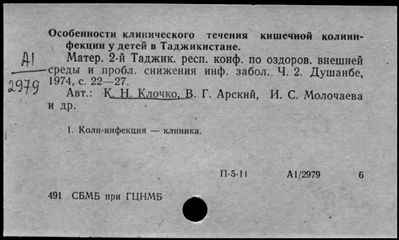 Особенности клинического течения кишечной колиин-
фекции у детей в Таджикистане.
А1
2979
Матер. 2-й Таджик. респ. конф. по оздоров. внешней
среды и пробл. снижения инф. забол. Ч. 2. Душанбе,
1974, с. 22—27.
Авт.: К. Н. Клочко, В. Г. Арский, И. С. Молочаева
и др.
1. Коли-инфекция — клиника.
П-5-11 А1/2979 6
491 СБМБ при ГЦНМБ